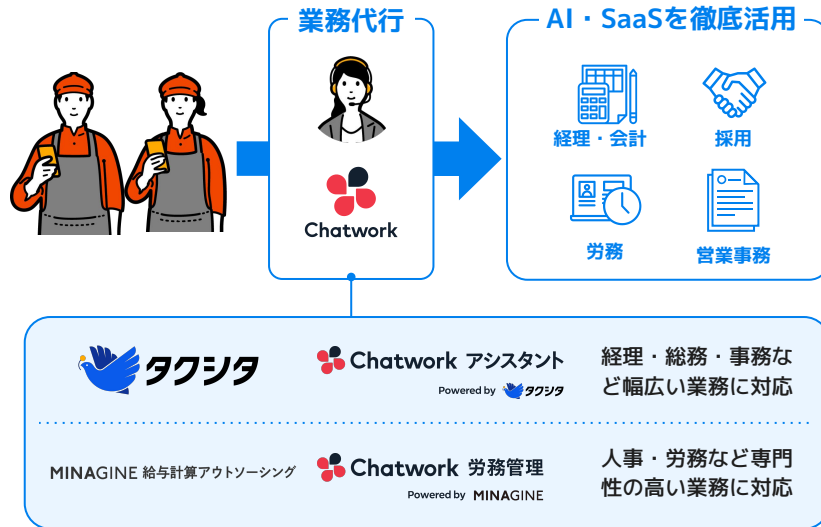 業務代行
AI・SaaSを徹底活用
Chatwork
経理・会計
採用
労務
営業事務
タクシタ
Chatwork アシスタント
Powered by タクシタ
経理・総務・事務な
ど幅広い業務に対応
MINAGINE 給与計算アウトソーシング
Chatwork 労務管理
Powered by MINAGINE
人事・労務など専門
性の高い業務に対応